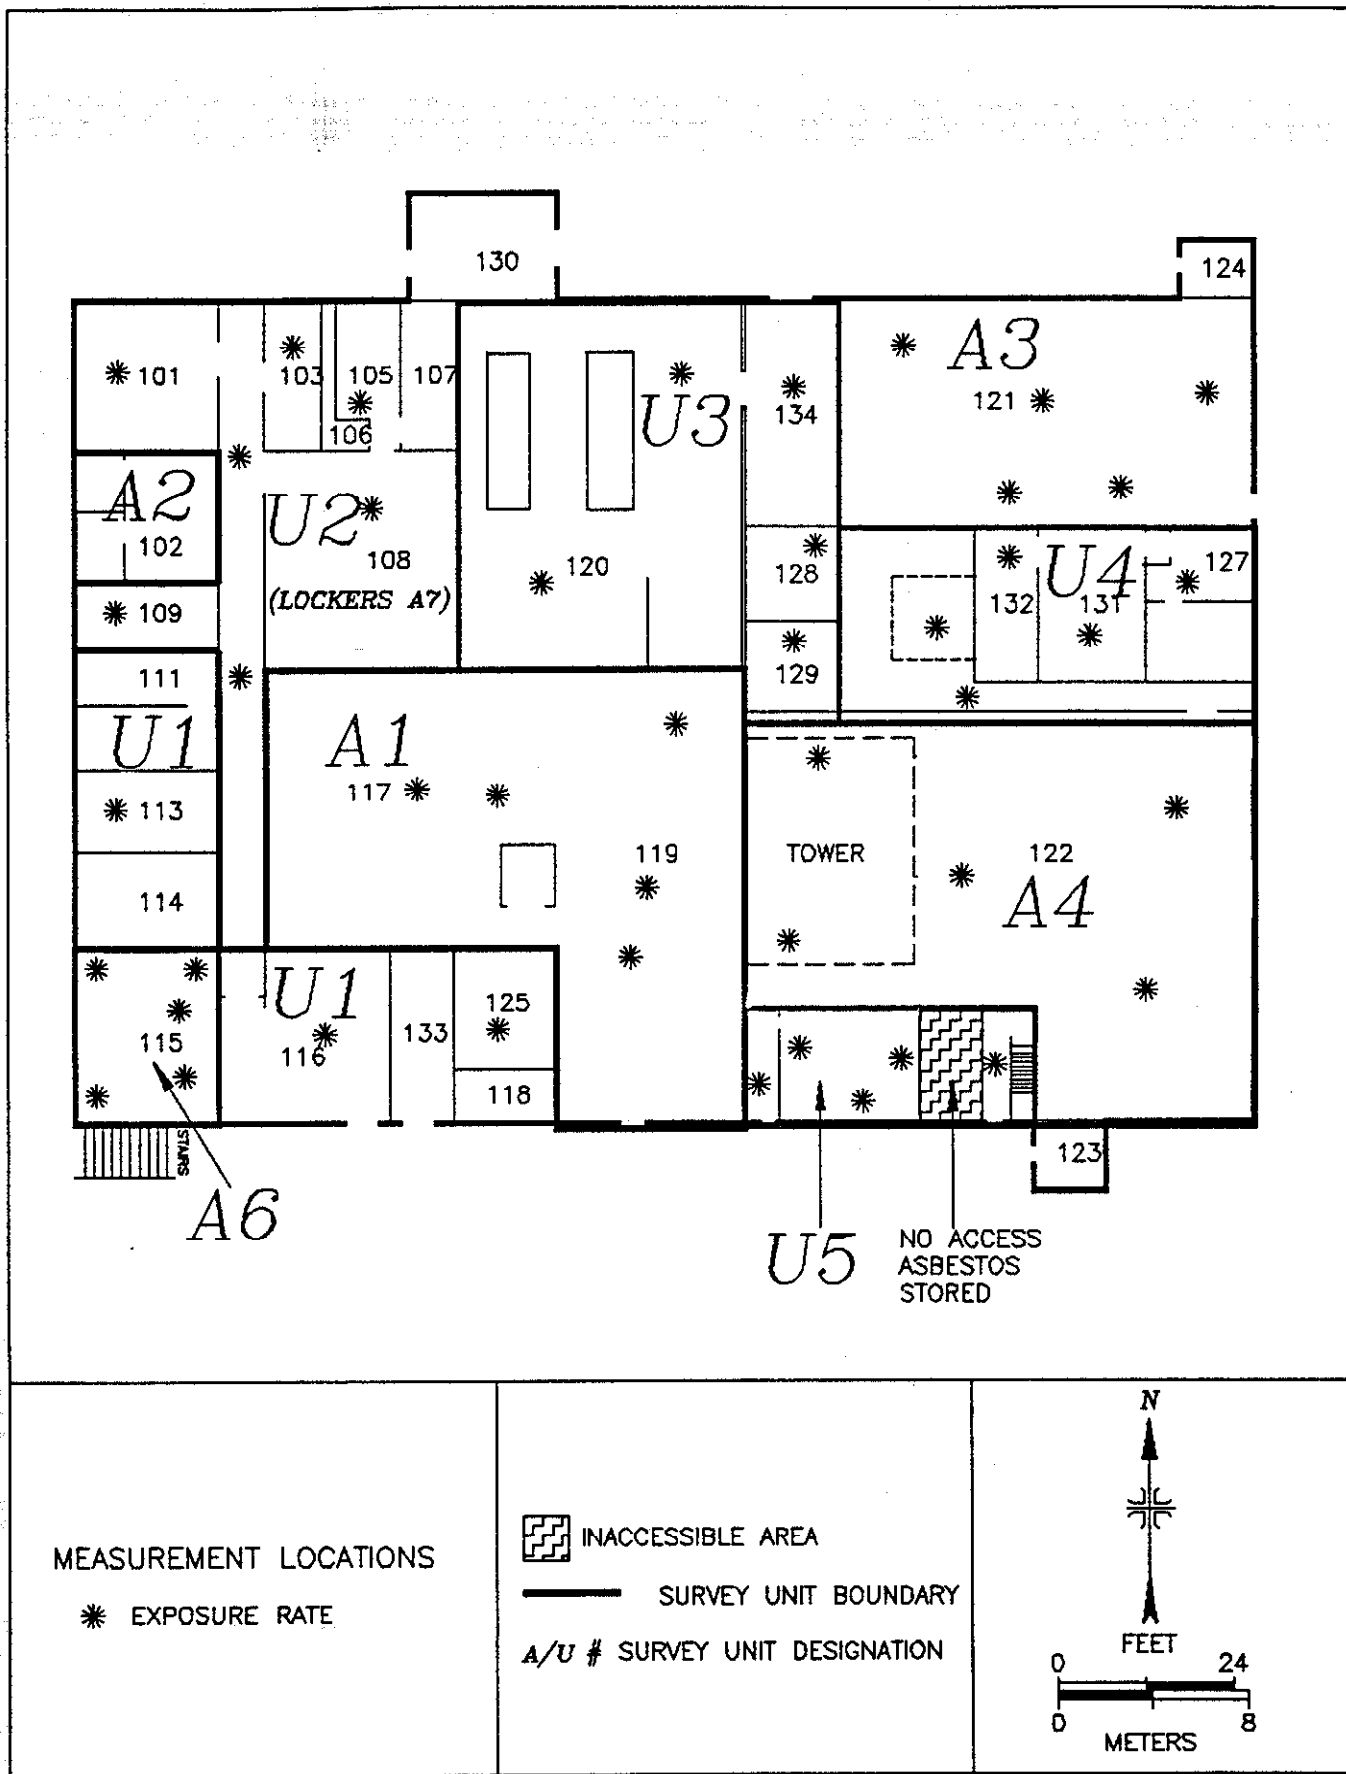 130
124
101
103
105
107
106
U3
134
A3
121
A2
102
U2
108
(LOCKERS A7)
120
128
129
132
U4
131
127
109
111
U1
113
114
A1
117
119
TOWER
122
A4
115
U1
116
133
125
118
STAIRS
A6
123
U5
NO ACCESS
ASBESTOS
STORED
MEASUREMENT LOCATIONS
EXPOSURE RATE
INACCESSIBLE AREA
SURVEY UNIT BOUNDARY
A/U # SURVEY UNIT DESIGNATION
N
FEET
0 24
0 8
METERS